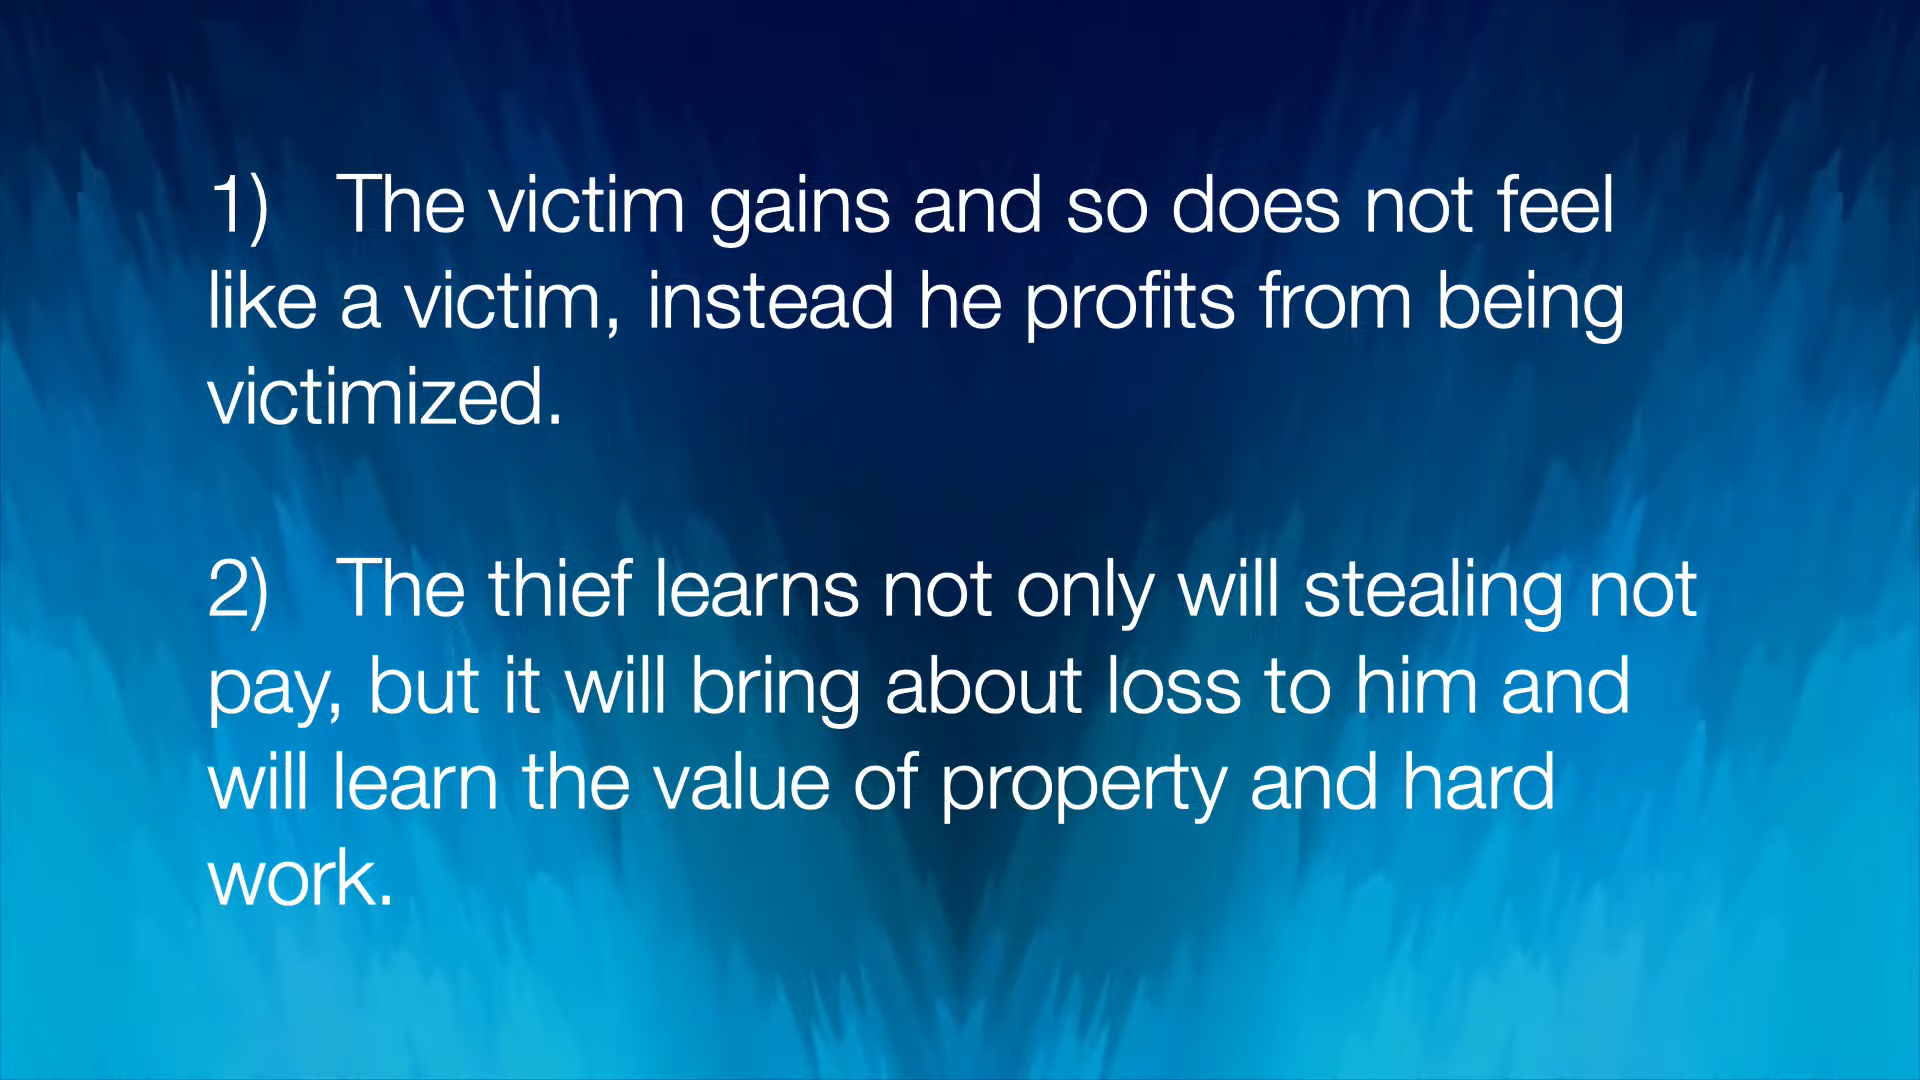 1) The victim gains and so does not feel
like a victim, instead he profits from being
victimized.
2) The thief learns not only will stealing not
pay, but it will bring about loss to him and
will learn the value of property and hard
work.